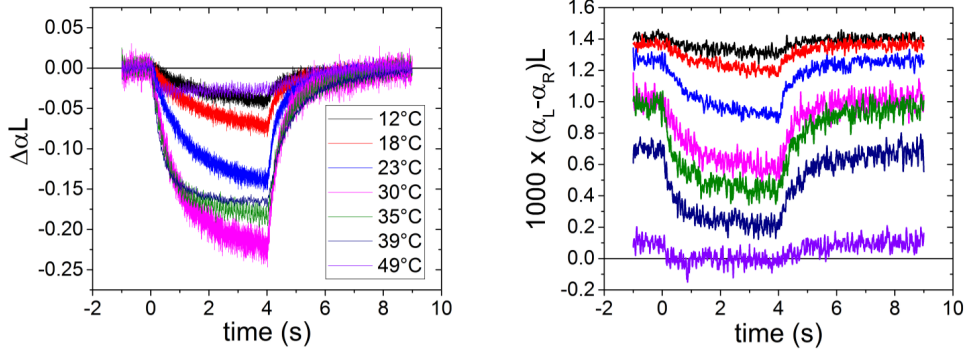 0.05
0.00
-0.05
-0.10
-0.15
-0.20
-0.25
ΔαL
-2 0 2 4 6 8 10
time (s)
12°C
18°C
23°C
30°C
35°C
39°C
49°C
1.6
1.4
1.2
1.0
0.8
0.6
0.4
0.2
0.0
-0.2
1000 x (αL-αR)L
-2 0 2 4 6 8 10
time (s)